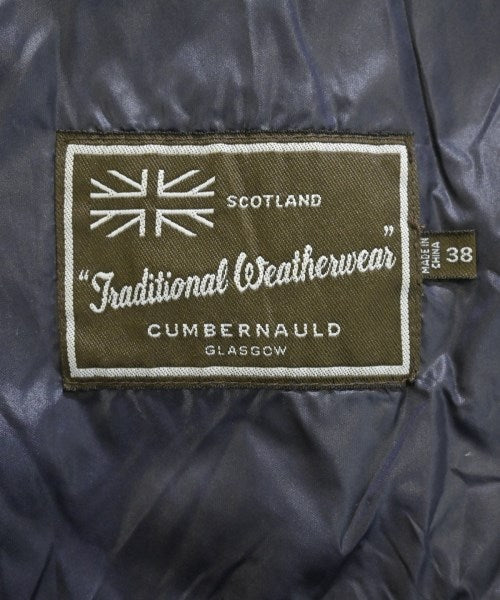 SCOTLAND
"Traditional Weatherwear"
CUMBERNAULD
GLASGOW
MADE IN
CHINA
38